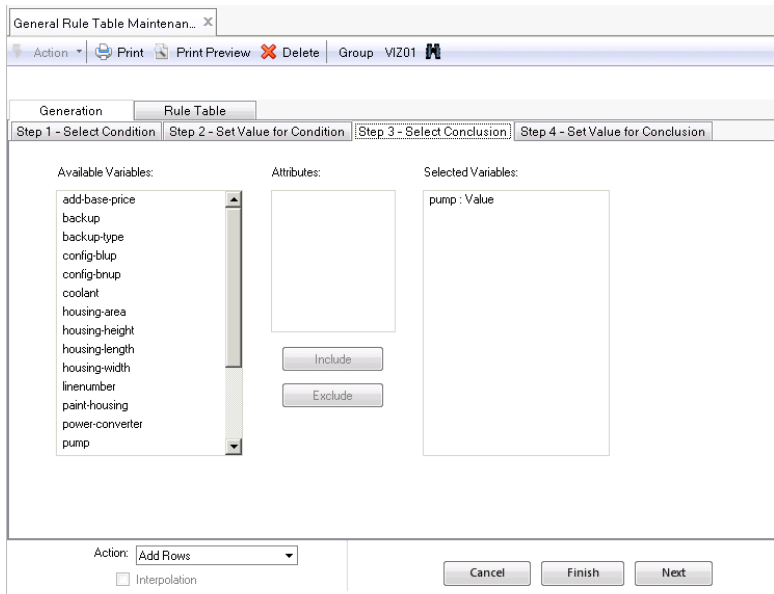 General Rule Table Maintenan...
Action Print Print Preview Delete Group VIZ01
Generation Rule Table
Step 1 - Select Condition Step 2 - Set Value for Condition Step 3 - Select Conclusion Step 4 - Set Value for Conclusion
Available Variables: Attributes: Selected Variables:
add-base-price pump : Value
backup
backup-type
config-blup
config-bnup
coolant
housing-area
housing-height
housing-length
Include
housing-width
linenumber
Exclude
paint-housing
power-converter
pump
Action: Add Rows
Interpolation
Cancel Finish Next